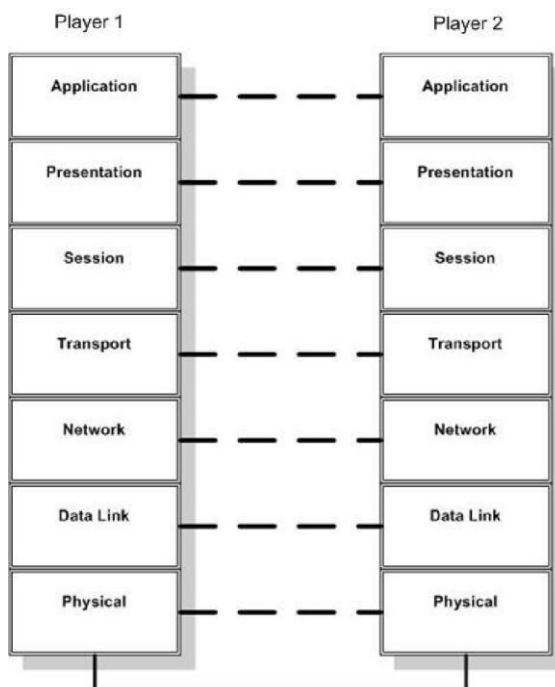 Player 1 Player 2
Application Application
Presentation Presentation
Session Session
Transport Transport
Network Network
Data Link Data Link
Physical Physical